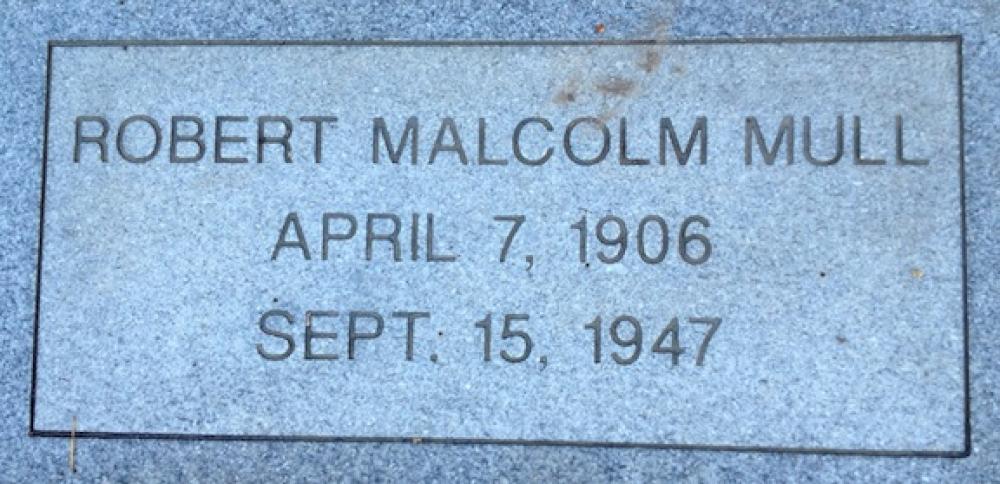 ROBERT MALCOLM MULL
APRIL 7, 1906
SEPT. 15, 1947